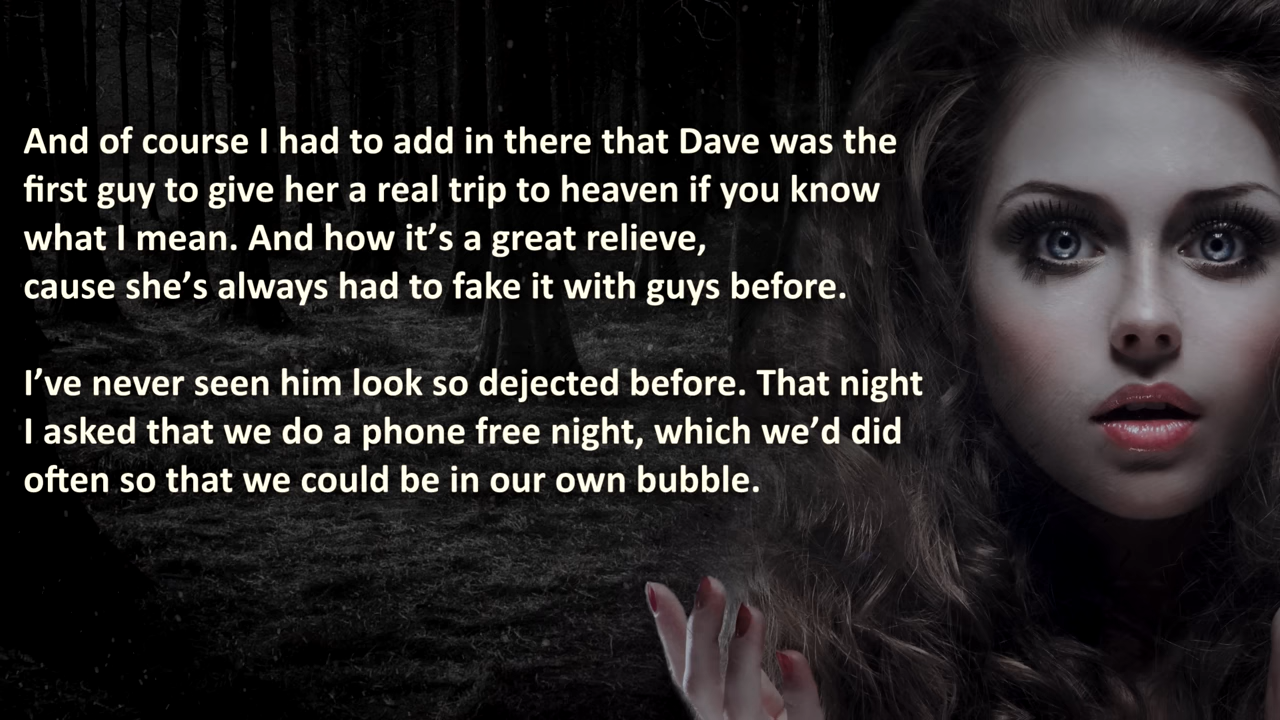 And of course I had to add in there that Dave was the
first guy to give her a real trip to heaven if you know
what I mean. And how it’s a great relieve,
cause she’s always had to fake it with guys before.
I’ve never seen him look so dejected before. That night
I asked that we do a phone free night, which we’d did
often so that we could be in our own bubble.